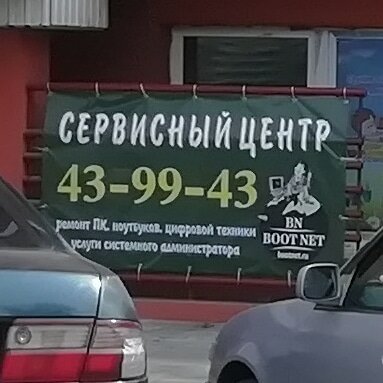 СЕРВИСНЫЙ ЦЕНТР
43-99-43
ремонт ПК, ноутбуков, цифровой техники
услуги системного администратора
BN
BOOT NET
bootnet.ru